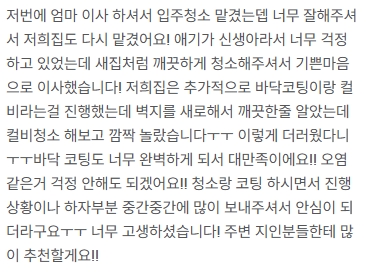 저번에 엄마 이사 하셔서 입주청소 맡겼는뎁 너무 잘해주셔
서 저희집도 다시 맡겼어요! 애기가 신생아라서 너무 걱정
하고 있었는데 새집처럼 깨끗하게 청소해주셔서 기쁜마음
으로 이사했습니다! 저희집은 추가적으로 바닥코팅이랑 컬
비라는걸 진행했는데 벽지를 새로해서 깨끗한줄 알았는데
컬비청소 해보고 깜짝 놀랐습니다ㅜㅜ 이렇게 더러웠다니
ㅜㅜ바닥 코팅도 너무 완벽하게 되서 대만족이에요!! 오염
같은거 걱정 안해도 되겠어요!! 청소랑 코팅 하시면서 진행
상황이나 하자부분 중간중간에 많이 보내주셔서 안심이 되
더라구요ㅜㅜ 너무 고생하셨습니다! 주변 지인분들한테 많
이 추천할게요!!